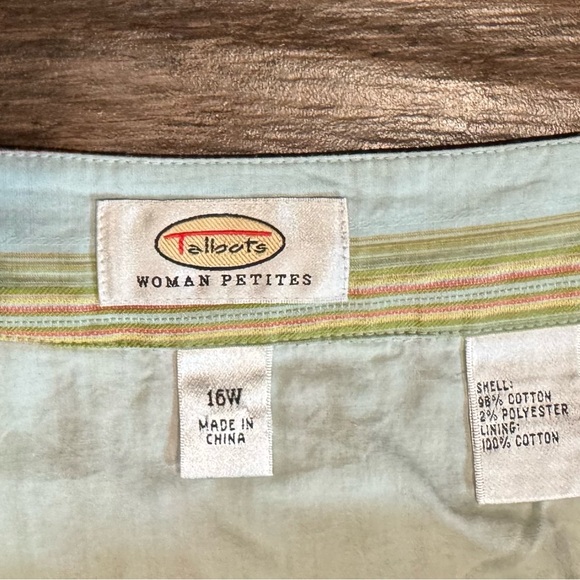 Talbots
WOMAN PETITES
16W
MADE IN
CHINA
SHELL:
98% COTTON
2% POLYESTER
LINING:
100% COTTON